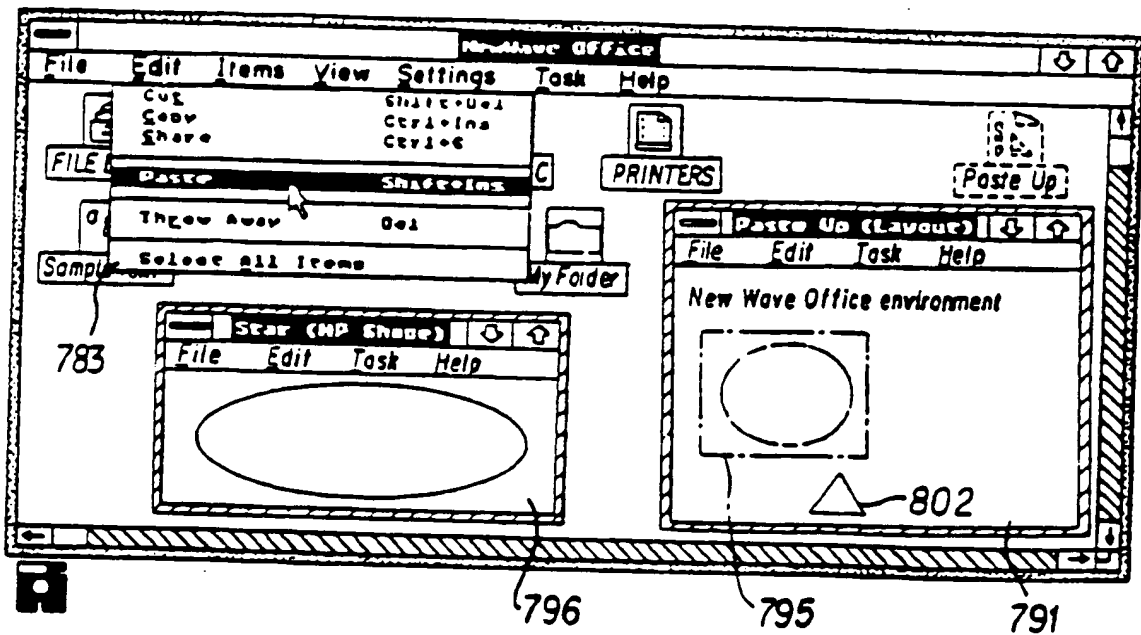 NewWave Office
File Edit Items View Settings Task Help
Cut Shift+Del
Copy Ctrl+Ins
Share Ctrl+S
Paste Shift+Ins
Throw Away Del
Select All Items
FILE
C
PRINTERS
Paste Up
Sample
My Folder
783
Star (HP Shape)
File Edit Task Help
Paste Up (Layout)
File Edit Task Help
New Wave Office environment
802
796
795
791